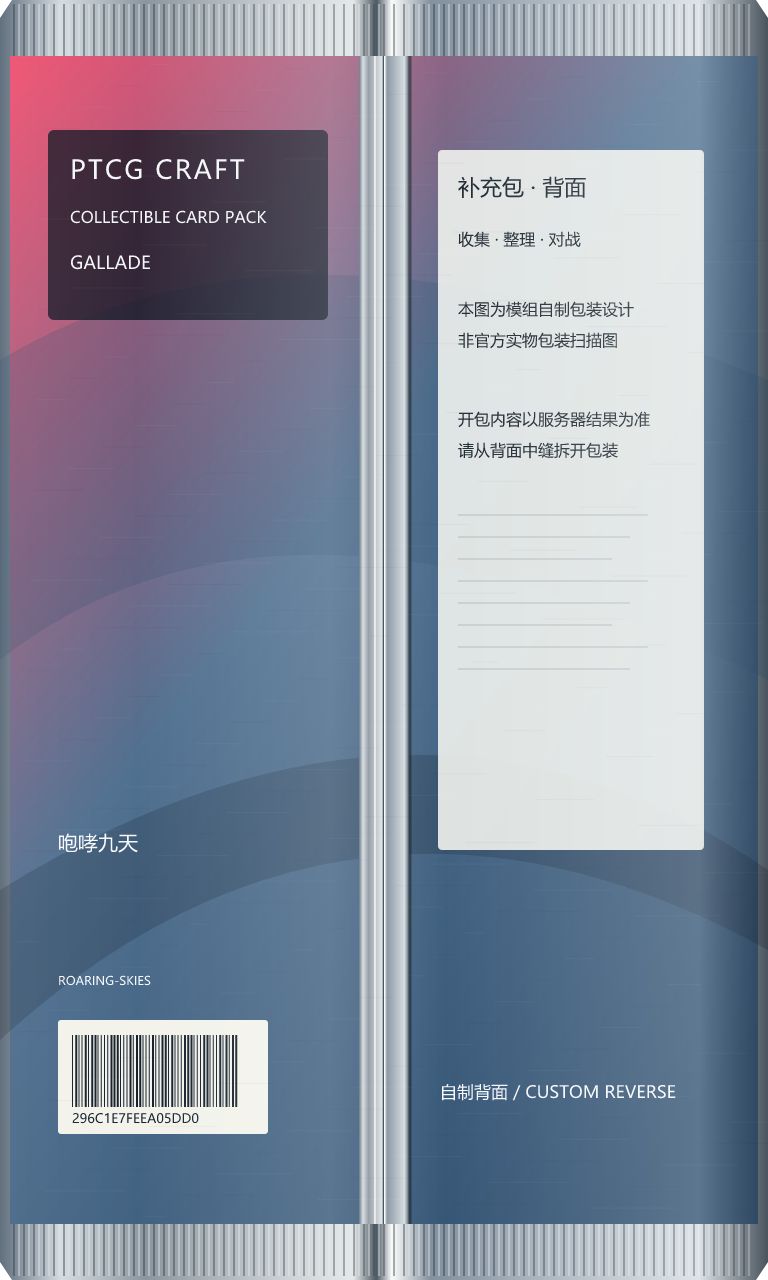 PTCG CRAFT
COLLECTIBLE CARD PACK
GALLADE
咆哮九天
ROARING-SKIES
296C1E7FEEA05DD0
补充包 · 背面
收集 · 整理 · 对战
本图为模组自制包装设计
非官方实物包装扫描图
开包内容以服务器结果为准
请从背面中缝拆开包装
自制背面 / CUSTOM REVERSE